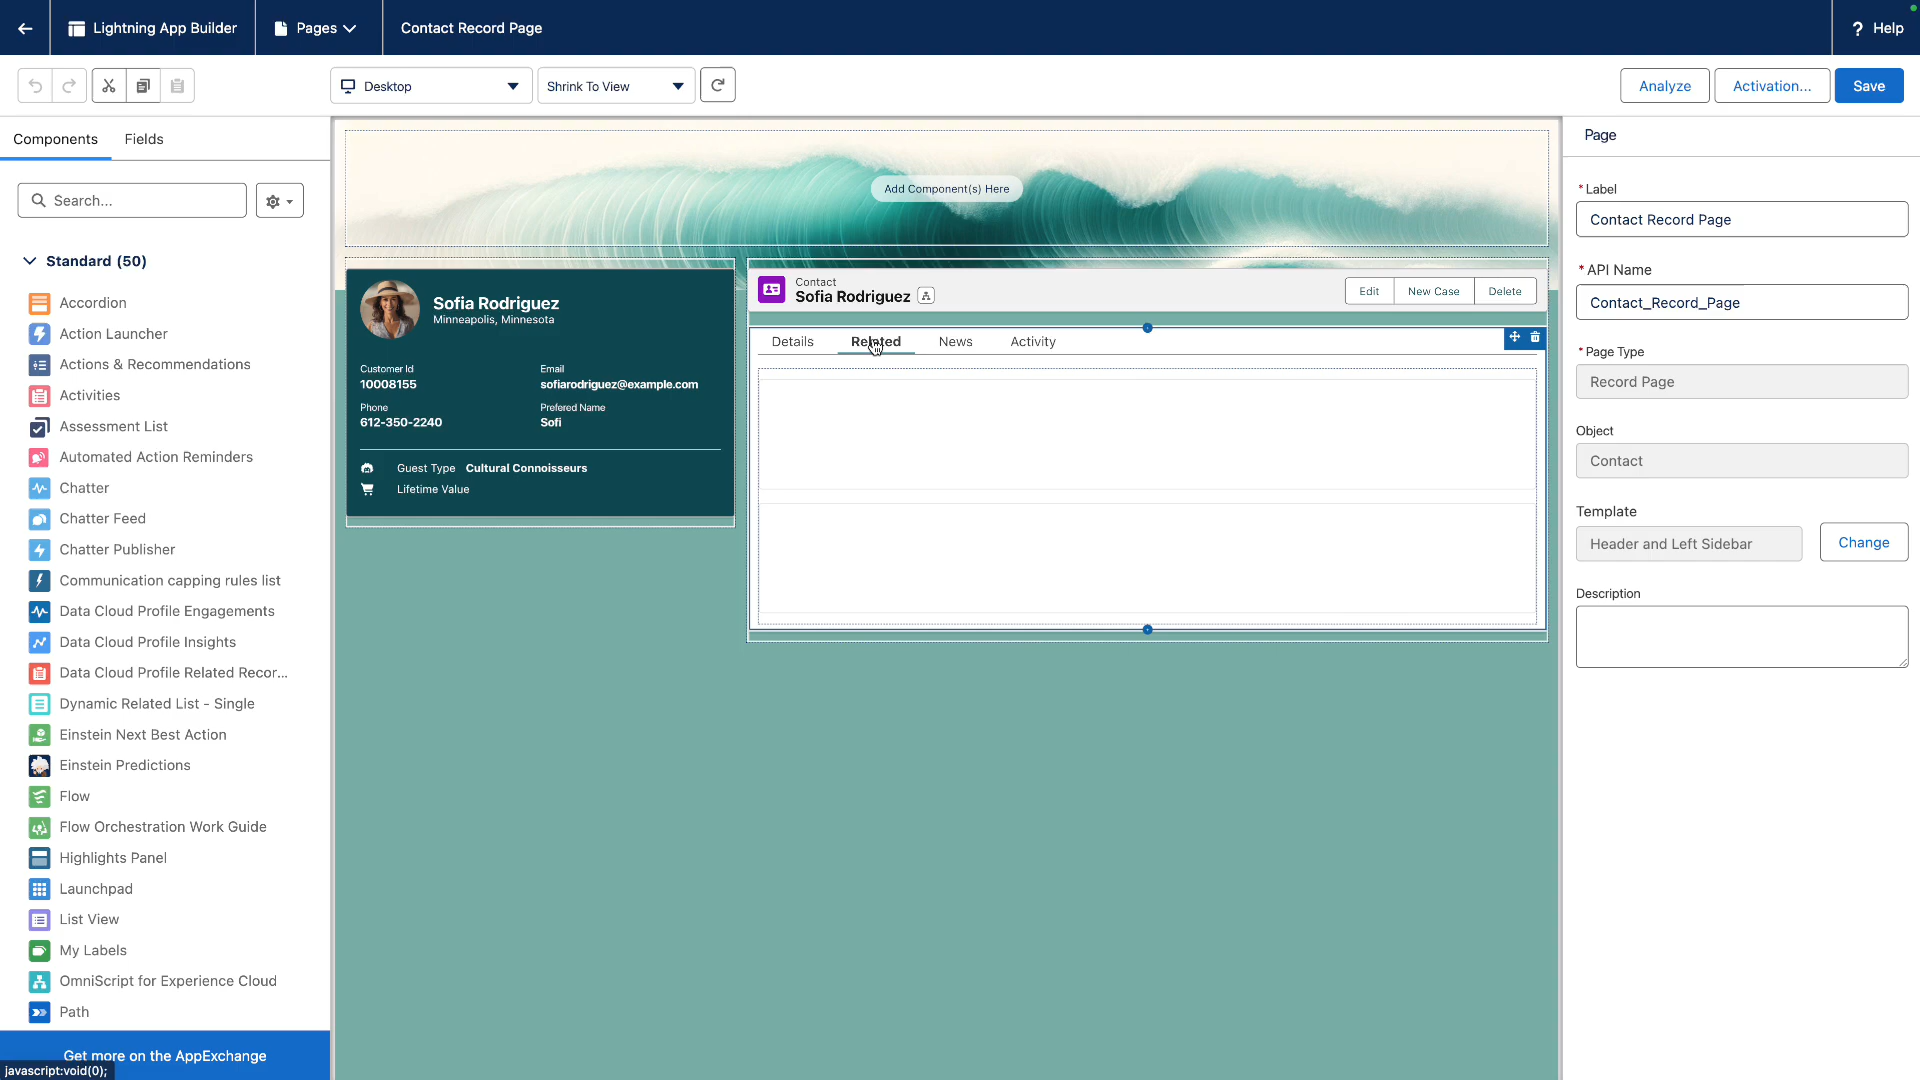 Lightning App Builder
Pages
Contact Record Page
? Help
Desktop
Shrink To View
Analyze
Activation...
Save
Components
Fields
Search...
Standard (50)
Accordion
Action Launcher
Actions & Recommendations
Activities
Assessment List
Automated Action Reminders
Chatter
Chatter Feed
Chatter Publisher
Communication capping rules list
Data Cloud Profile Engagements
Data Cloud Profile Insights
Data Cloud Profile Related Recor...
Dynamic Related List - Single
Einstein Next Best Action
Einstein Predictions
Flow
Flow Orchestration Work Guide
Highlights Panel
Launchpad
List View
My Labels
OmniScript for Experience Cloud
Path
Get more on the AppExchange
javascript:void(0);
Add Component(s) Here
Sofia Rodriguez
Minneapolis, Minnesota
Customer Id
10008155
Email
sofiarodriguez@example.com
Phone
612-350-2240
Prefered Name
Sofi
Guest Type Cultural Connoisseurs
Lifetime Value
Contact
Sofia Rodriguez
Edit
New Case
Delete
Details
Related
News
Activity
Page
*Label
Contact Record Page
*API Name
Contact_Record_Page
*Page Type
Record Page
Object
Contact
Template
Header and Left Sidebar
Change
Description